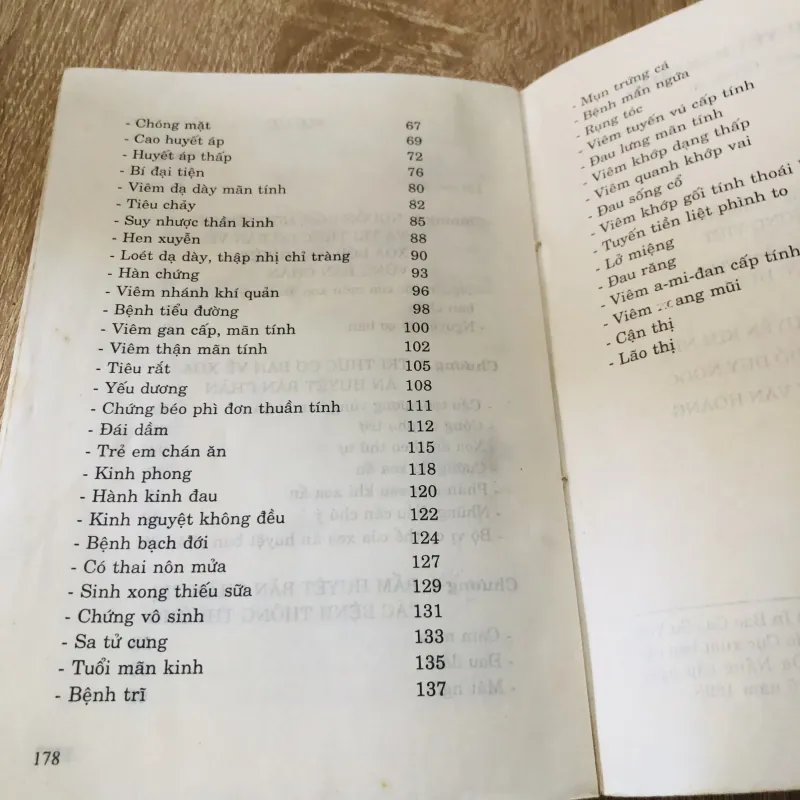 - Chóng mặt 67
- Cao huyết áp 69
- Huyết áp thấp 72
- Bí đại tiện 76
- Viêm dạ dày mãn tính 80
- Tiêu chảy 82
- Suy nhược thần kinh 85
- Hen xuyễn 88
- Loét dạ dày, thập nhị chỉ tràng 90
- Hàn chứng 93
- Viêm nhánh khí quản 96
- Bệnh tiểu đường 98
- Viêm gan cấp, mãn tính 100
- Viêm thận mãn tính 102
- Tiêu rắt 105
- Yếu dương 108
- Chứng béo phì đơn thuần tính 111
- Đái dầm 112
- Trẻ em chán ăn 115
- Kinh phong 118
- Hành kinh đau 120
- Kinh nguyệt không đều 122
- Bệnh bạch đới 124
- Có thai nôn mửa 127
- Sinh xong thiếu sữa 129
- Chứng vô sinh 131
- Sa tử cung 133
- Tuổi mãn kinh 135
- Bệnh trĩ 137
178
- Mụn trứng cá
- Bệnh mẩn ngứa
- Rụng tóc
- Viêm tuyến vú cấp tính
- Đau lưng mãn tính
- Viêm khớp dạng thấp
- Viêm quanh khớp vai
- Đau sống cổ
- Viêm khớp gối tính thoái
- Tuyến tiền liệt phình to
- Lở miệng
- Đau răng
- Viêm a-mi-đan cấp tính
- Viêm mũi
- Cận thị
- Lão thị